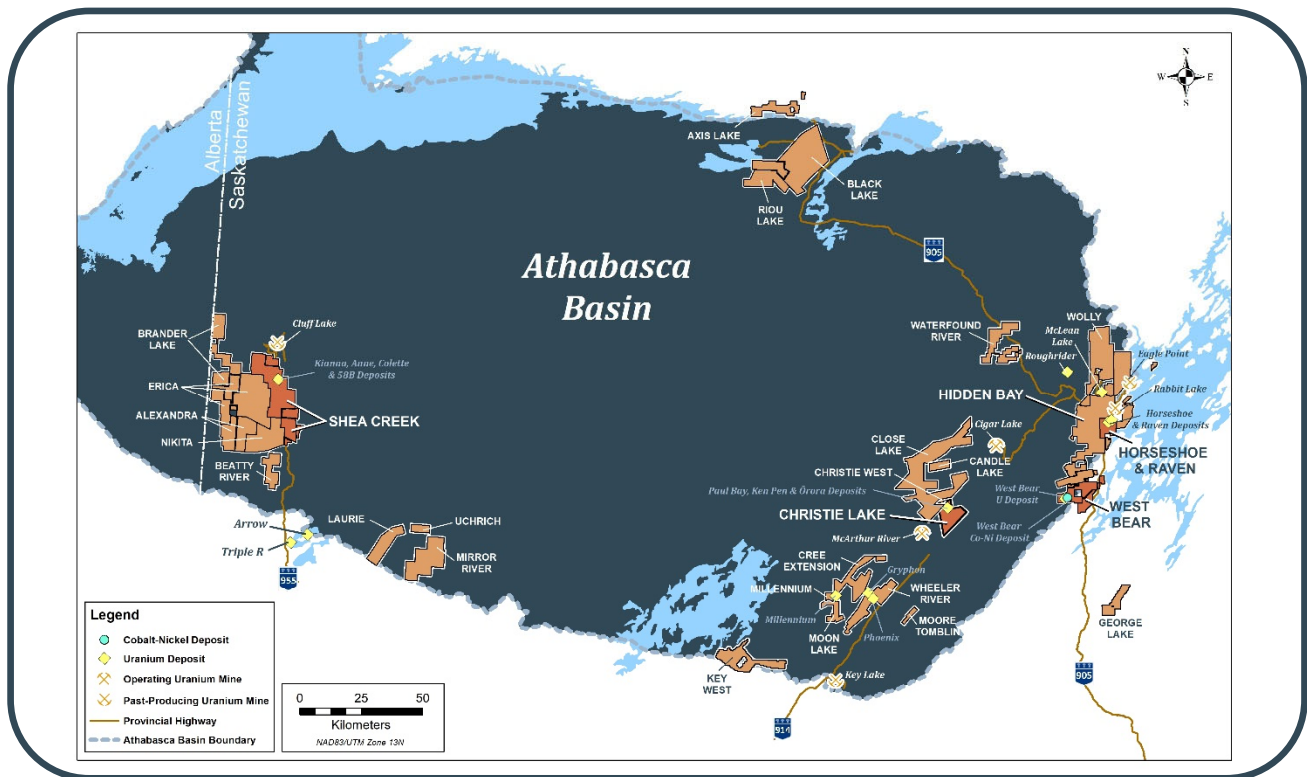 N
W
E
S
Alberta
Saskatchewan
AXIS LAKE
BLACK
LAKE
RIOU
LAKE
905
Athabasca
Basin
BRANDER
LAKE
Cluff Lake
Kianna, Anne, Colette
& 58B Deposits
ERICA
ALEXANDRA
NIKITA
SHEA CREEK
BEATTY
RIVER
WATERFOUND
RIVER
WOLLY
McLean
Lake
Roughrider
Eagle Point
Rabbit Lake
HIDDEN BAY
Horseshoe
& Raven Deposits
HORSESHOE
& RAVEN
Cigar Lake
CLOSE
LAKE
CANDLE
LAKE
CHRISTIE WEST
Paul Bay, Ken Pen & Ōrora Deposits
CHRISTIE LAKE
McArthur River
West Bear
U Deposit
WEST
BEAR
West Bear
Co-Ni Deposit
Arrow
Triple R
955
LAURIE
UCHRICH
MIRROR
RIVER
CREE
EXTENSION
Gryphon
MILLENNIUM
Millennium
WHEELER
RIVER
MOORE
TOMBLIN
MOON
LAKE
Phoenix
GEORGE
LAKE
KEY
WEST
Key Lake
914
905
Legend
Cobalt-Nickel Deposit
Uranium Deposit
Operating Uranium Mine
Past-Producing Uranium Mine
Provincial Highway
Athabasca Basin Boundary
0 25 50
Kilometers
NAD83/UTM Zone 13N